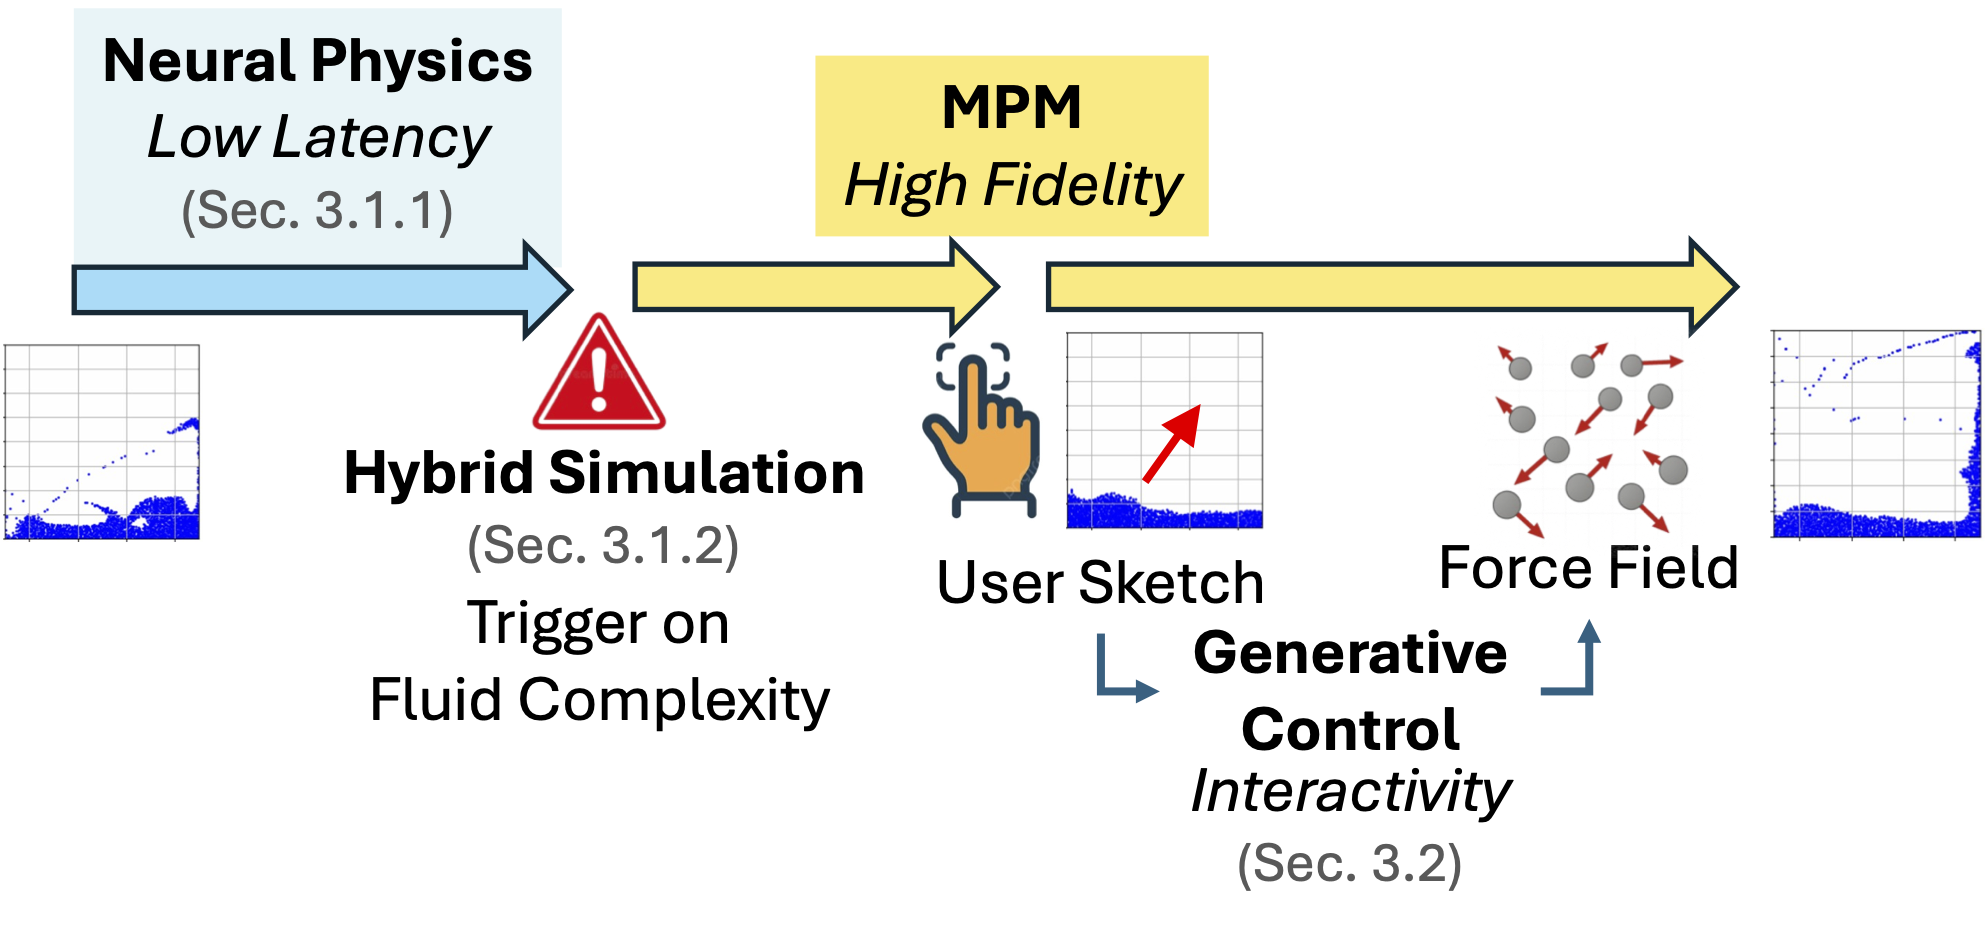 Neural Physics
Low Latency
(Sec. 3.1.1)
MPM
High Fidelity
Hybrid Simulation
(Sec. 3.1.2)
Trigger on
Fluid Complexity
User Sketch
Force Field
Generative
Control
Interactivity
(Sec. 3.2)